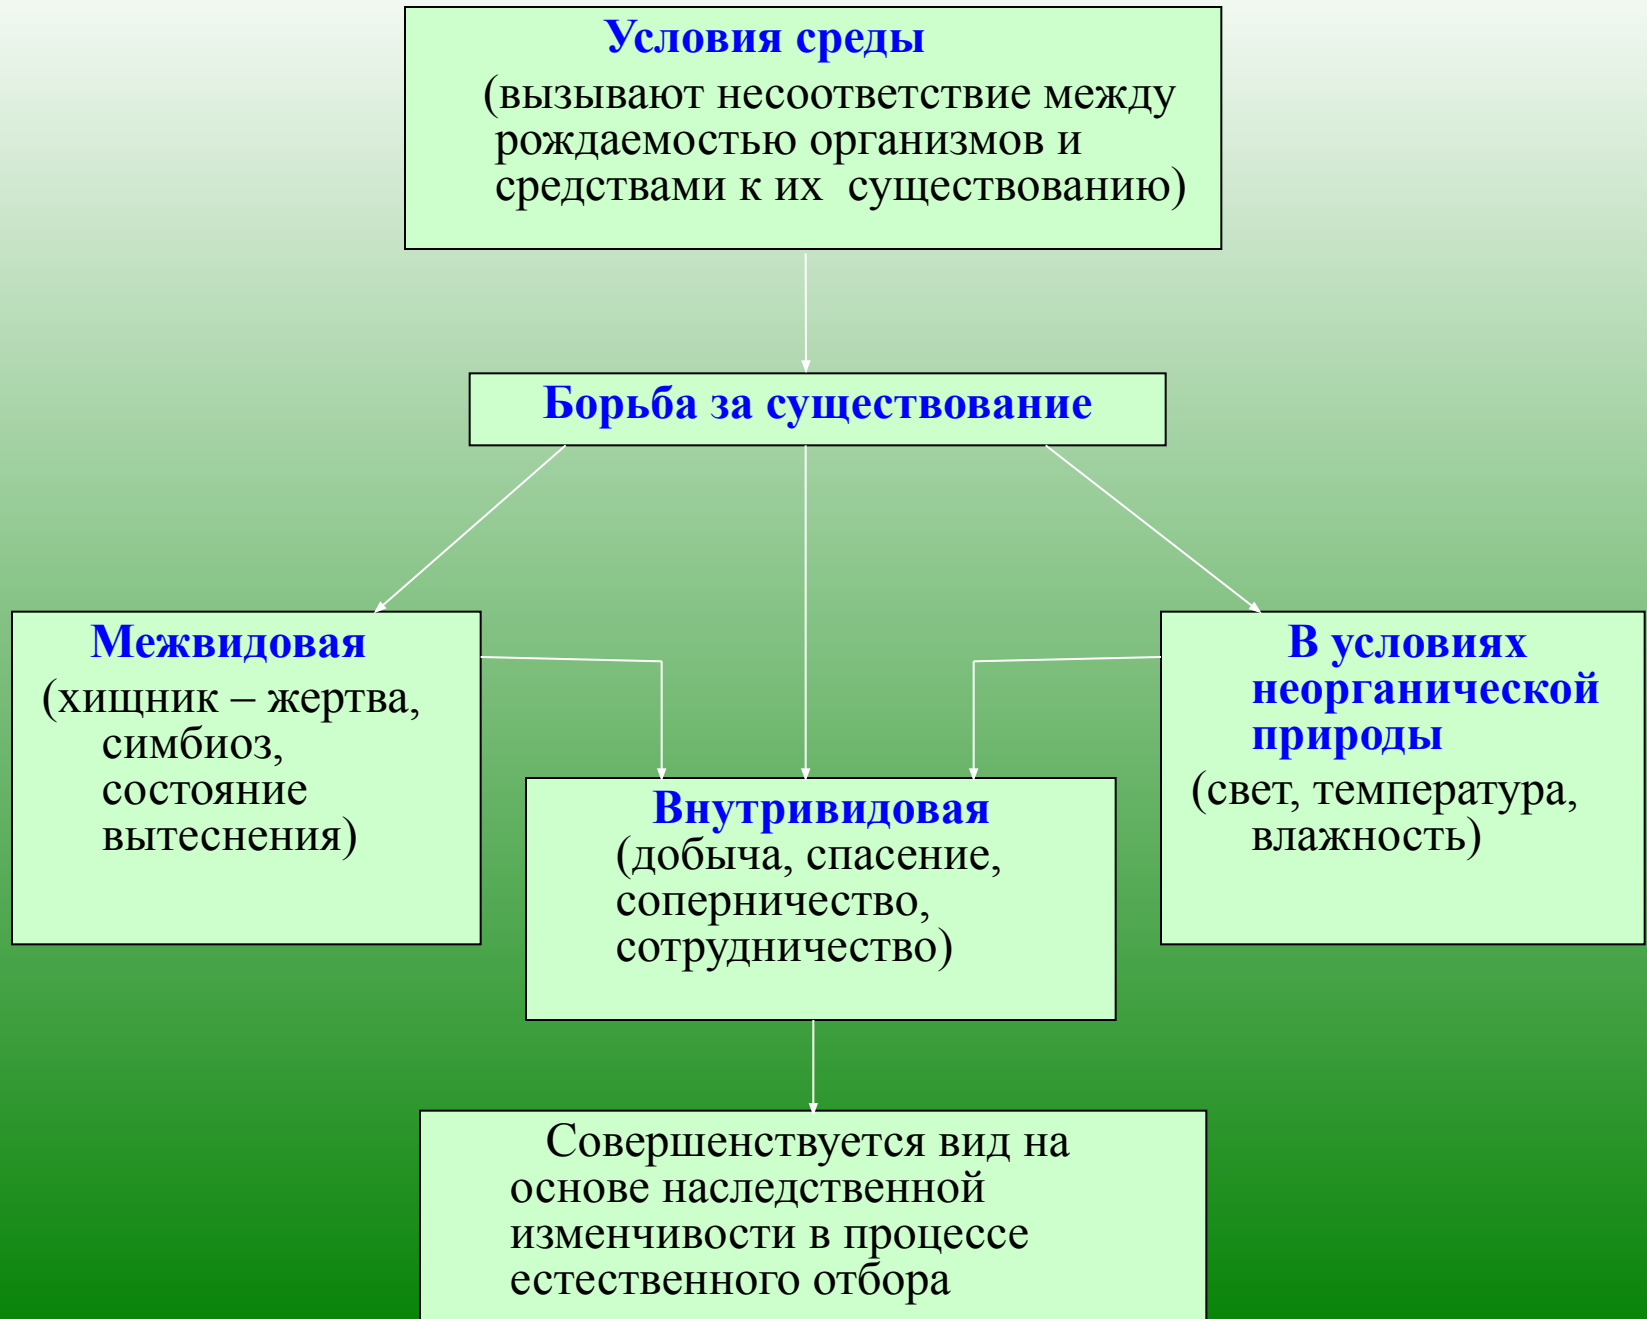 Условия среды
(вызывают несоответствие между
рождаемостью организмов и
средствами к их существованию)
Борьба за существование
Межвидовая
(хищник – жертва,
симбиоз,
состояние
вытеснения)
В условиях
неорганической
природы
(свет, температура,
влажность)
Внутривидовая
(добыча, спасение,
соперничество,
сотрудничество)
Совершенствуется вид на
основе наследственной
изменчивости в процессе
естественного отбора